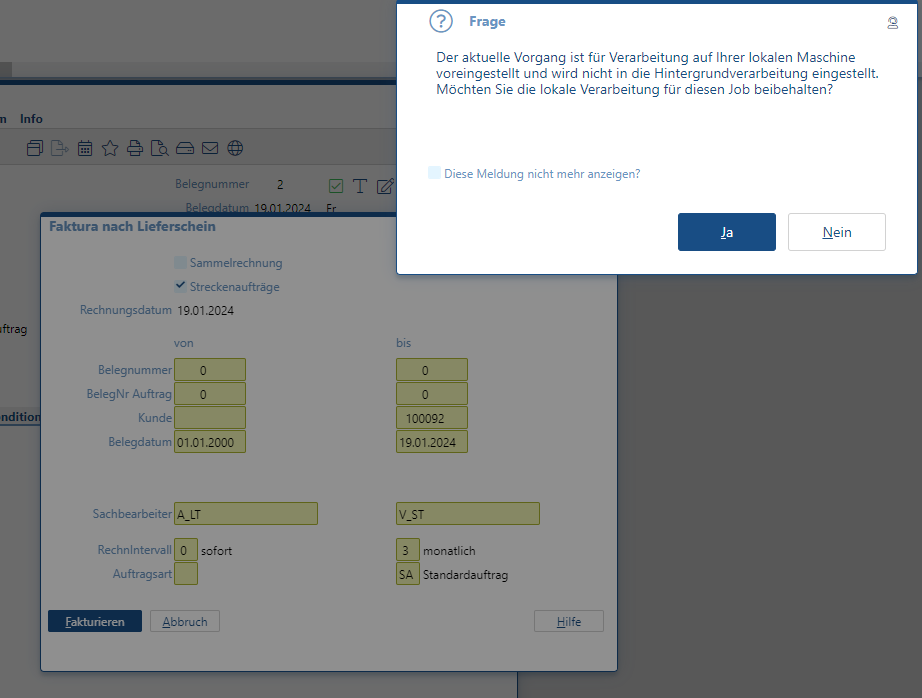 Frage
Der aktuelle Vorgang ist für Verarbeitung auf Ihrer lokalen Maschine
voreingestellt und wird nicht in die Hintergrundverarbeitung eingestellt.
Möchten Sie die lokale Verarbeitung für diesen Job beibehalten?
Diese Meldung nicht mehr anzeigen?
Ja Nein
Info
Belegnummer 2
Belegdatum 19.01.2024 Fr
Faktura nach Lieferschein
Sammelrechnung
Streckenaufträge
Rechnungsdatum 19.01.2024
uftrag
von bis
Belegnummer 0 0
BelegNr Auftrag 0 0
Kunde 100092
ndition
Belegdatum 01.01.2000 19.01.2024
Sachbearbeiter A_LT V_ST
RechnIntervall 0 sofort 3 monatlich
Auftragsart SA Standardauftrag
Fakturieren Abbruch Hilfe